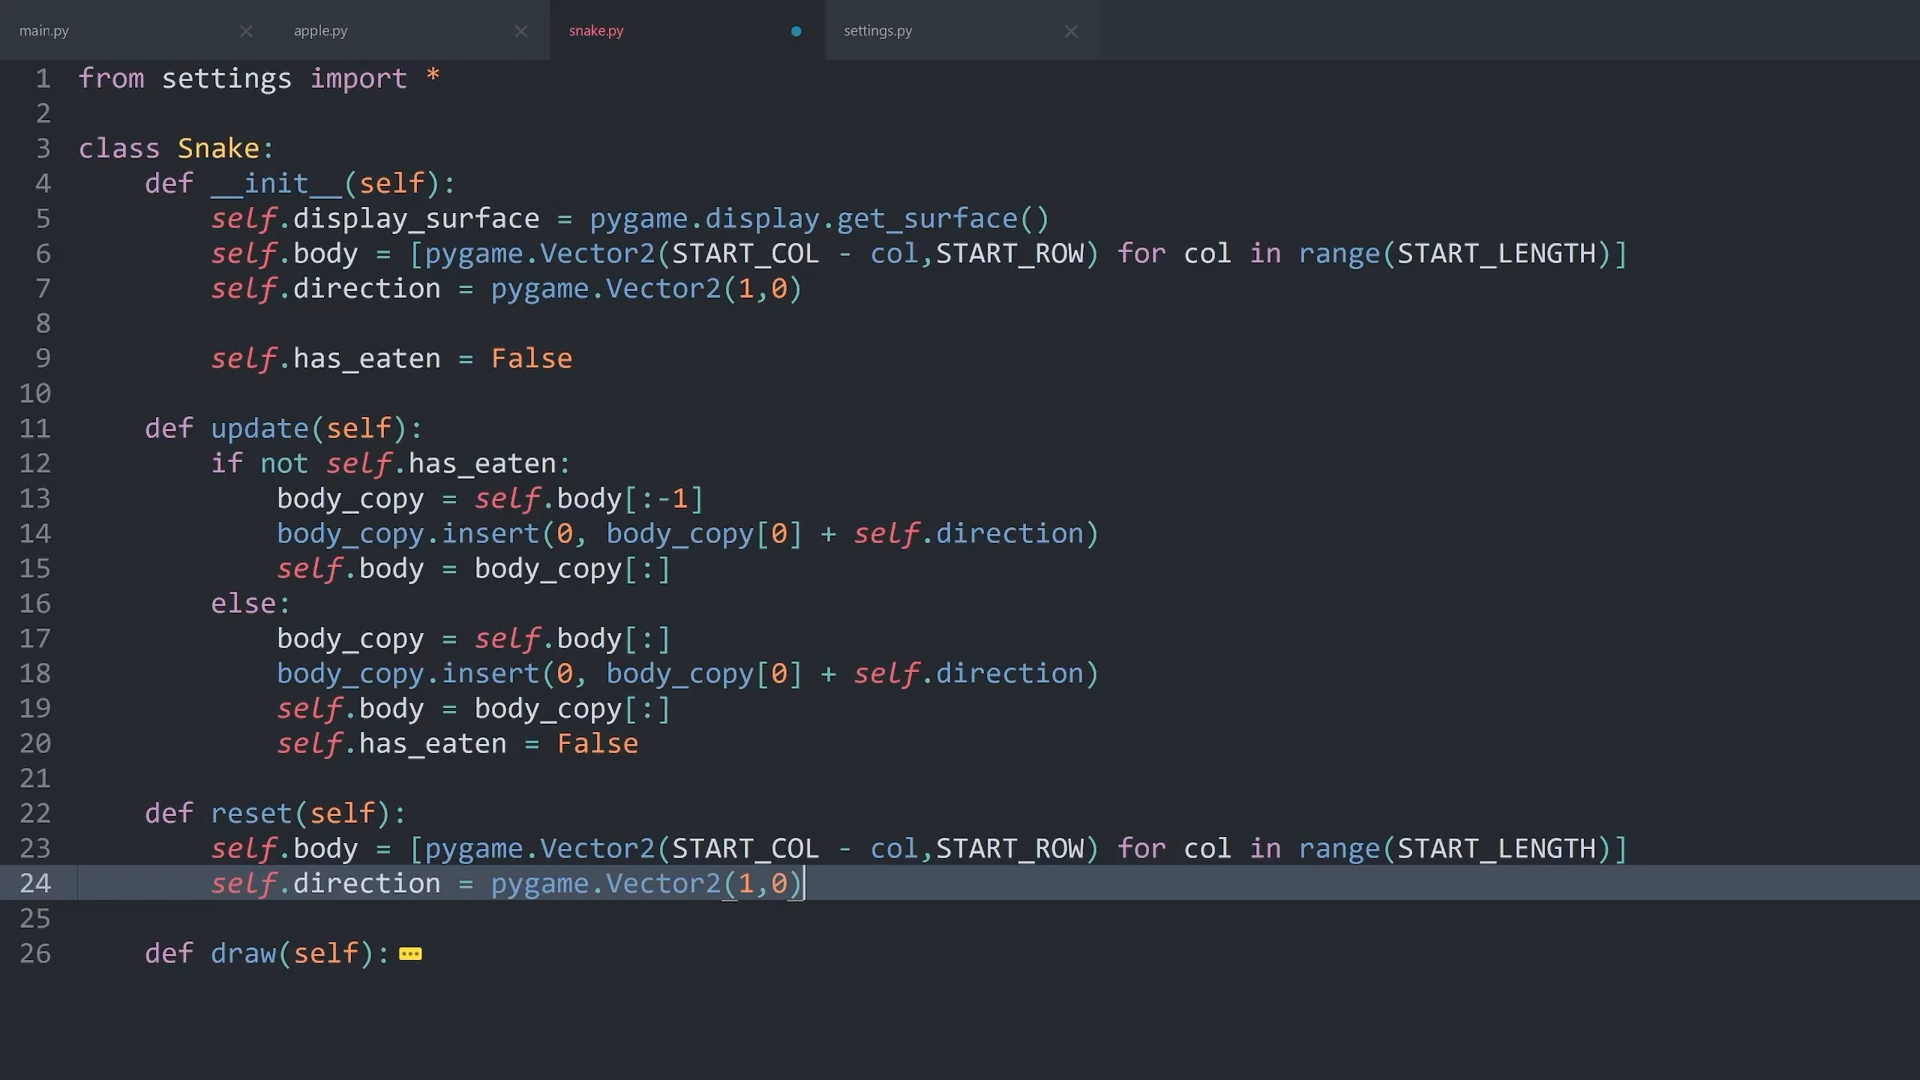 main.py apple.py snake.py settings.py
1 from settings import *
2
3 class Snake:
4     def __init__(self):
5         self.display_surface = pygame.display.get_surface()
6         self.body = [pygame.Vector2(START_COL - col,START_ROW) for col in range(START_LENGTH)]
7         self.direction = pygame.Vector2(1,0)
8
9         self.has_eaten = False
10
11     def update(self):
12         if not self.has_eaten:
13             body_copy = self.body[:-1]
14             body_copy.insert(0, body_copy[0] + self.direction)
15             self.body = body_copy[:]
16         else:
17             body_copy = self.body[:]
18             body_copy.insert(0, body_copy[0] + self.direction)
19             self.body = body_copy[:]
20             self.has_eaten = False
21
22     def reset(self):
23         self.body = [pygame.Vector2(START_COL - col,START_ROW) for col in range(START_LENGTH)]
24         self.direction = pygame.Vector2(1,0)
25
26     def draw(self):